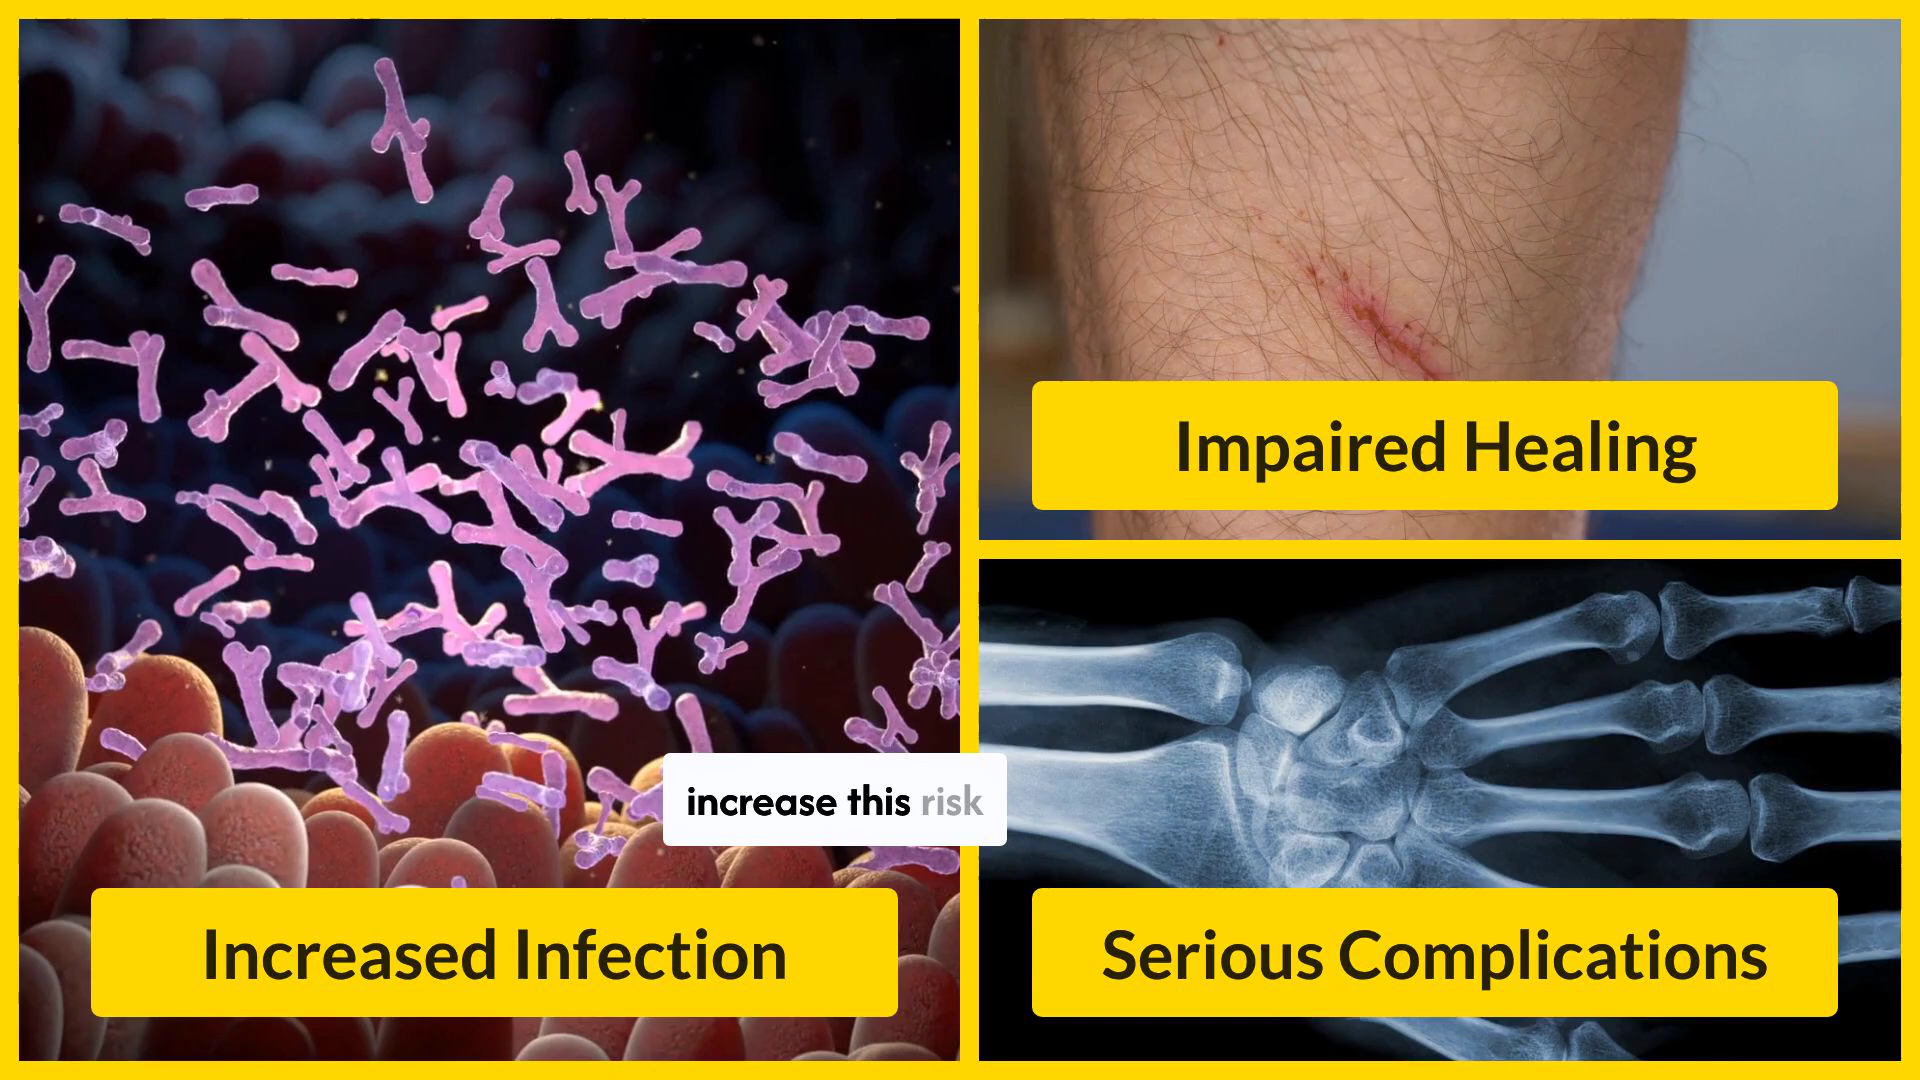 Impaired Healing
increase this risk
Increased Infection
Serious Complications